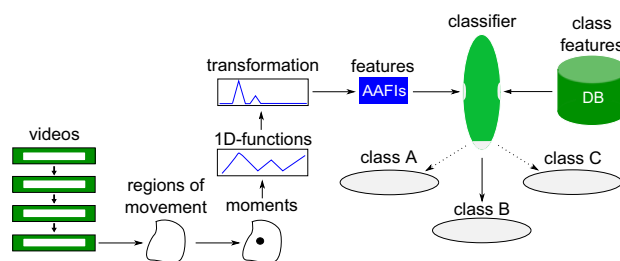 classifier
class
features
transformation
features
AAFIs
DB
videos
1D-functions
regions of
movement
moments
class A
class C
class B